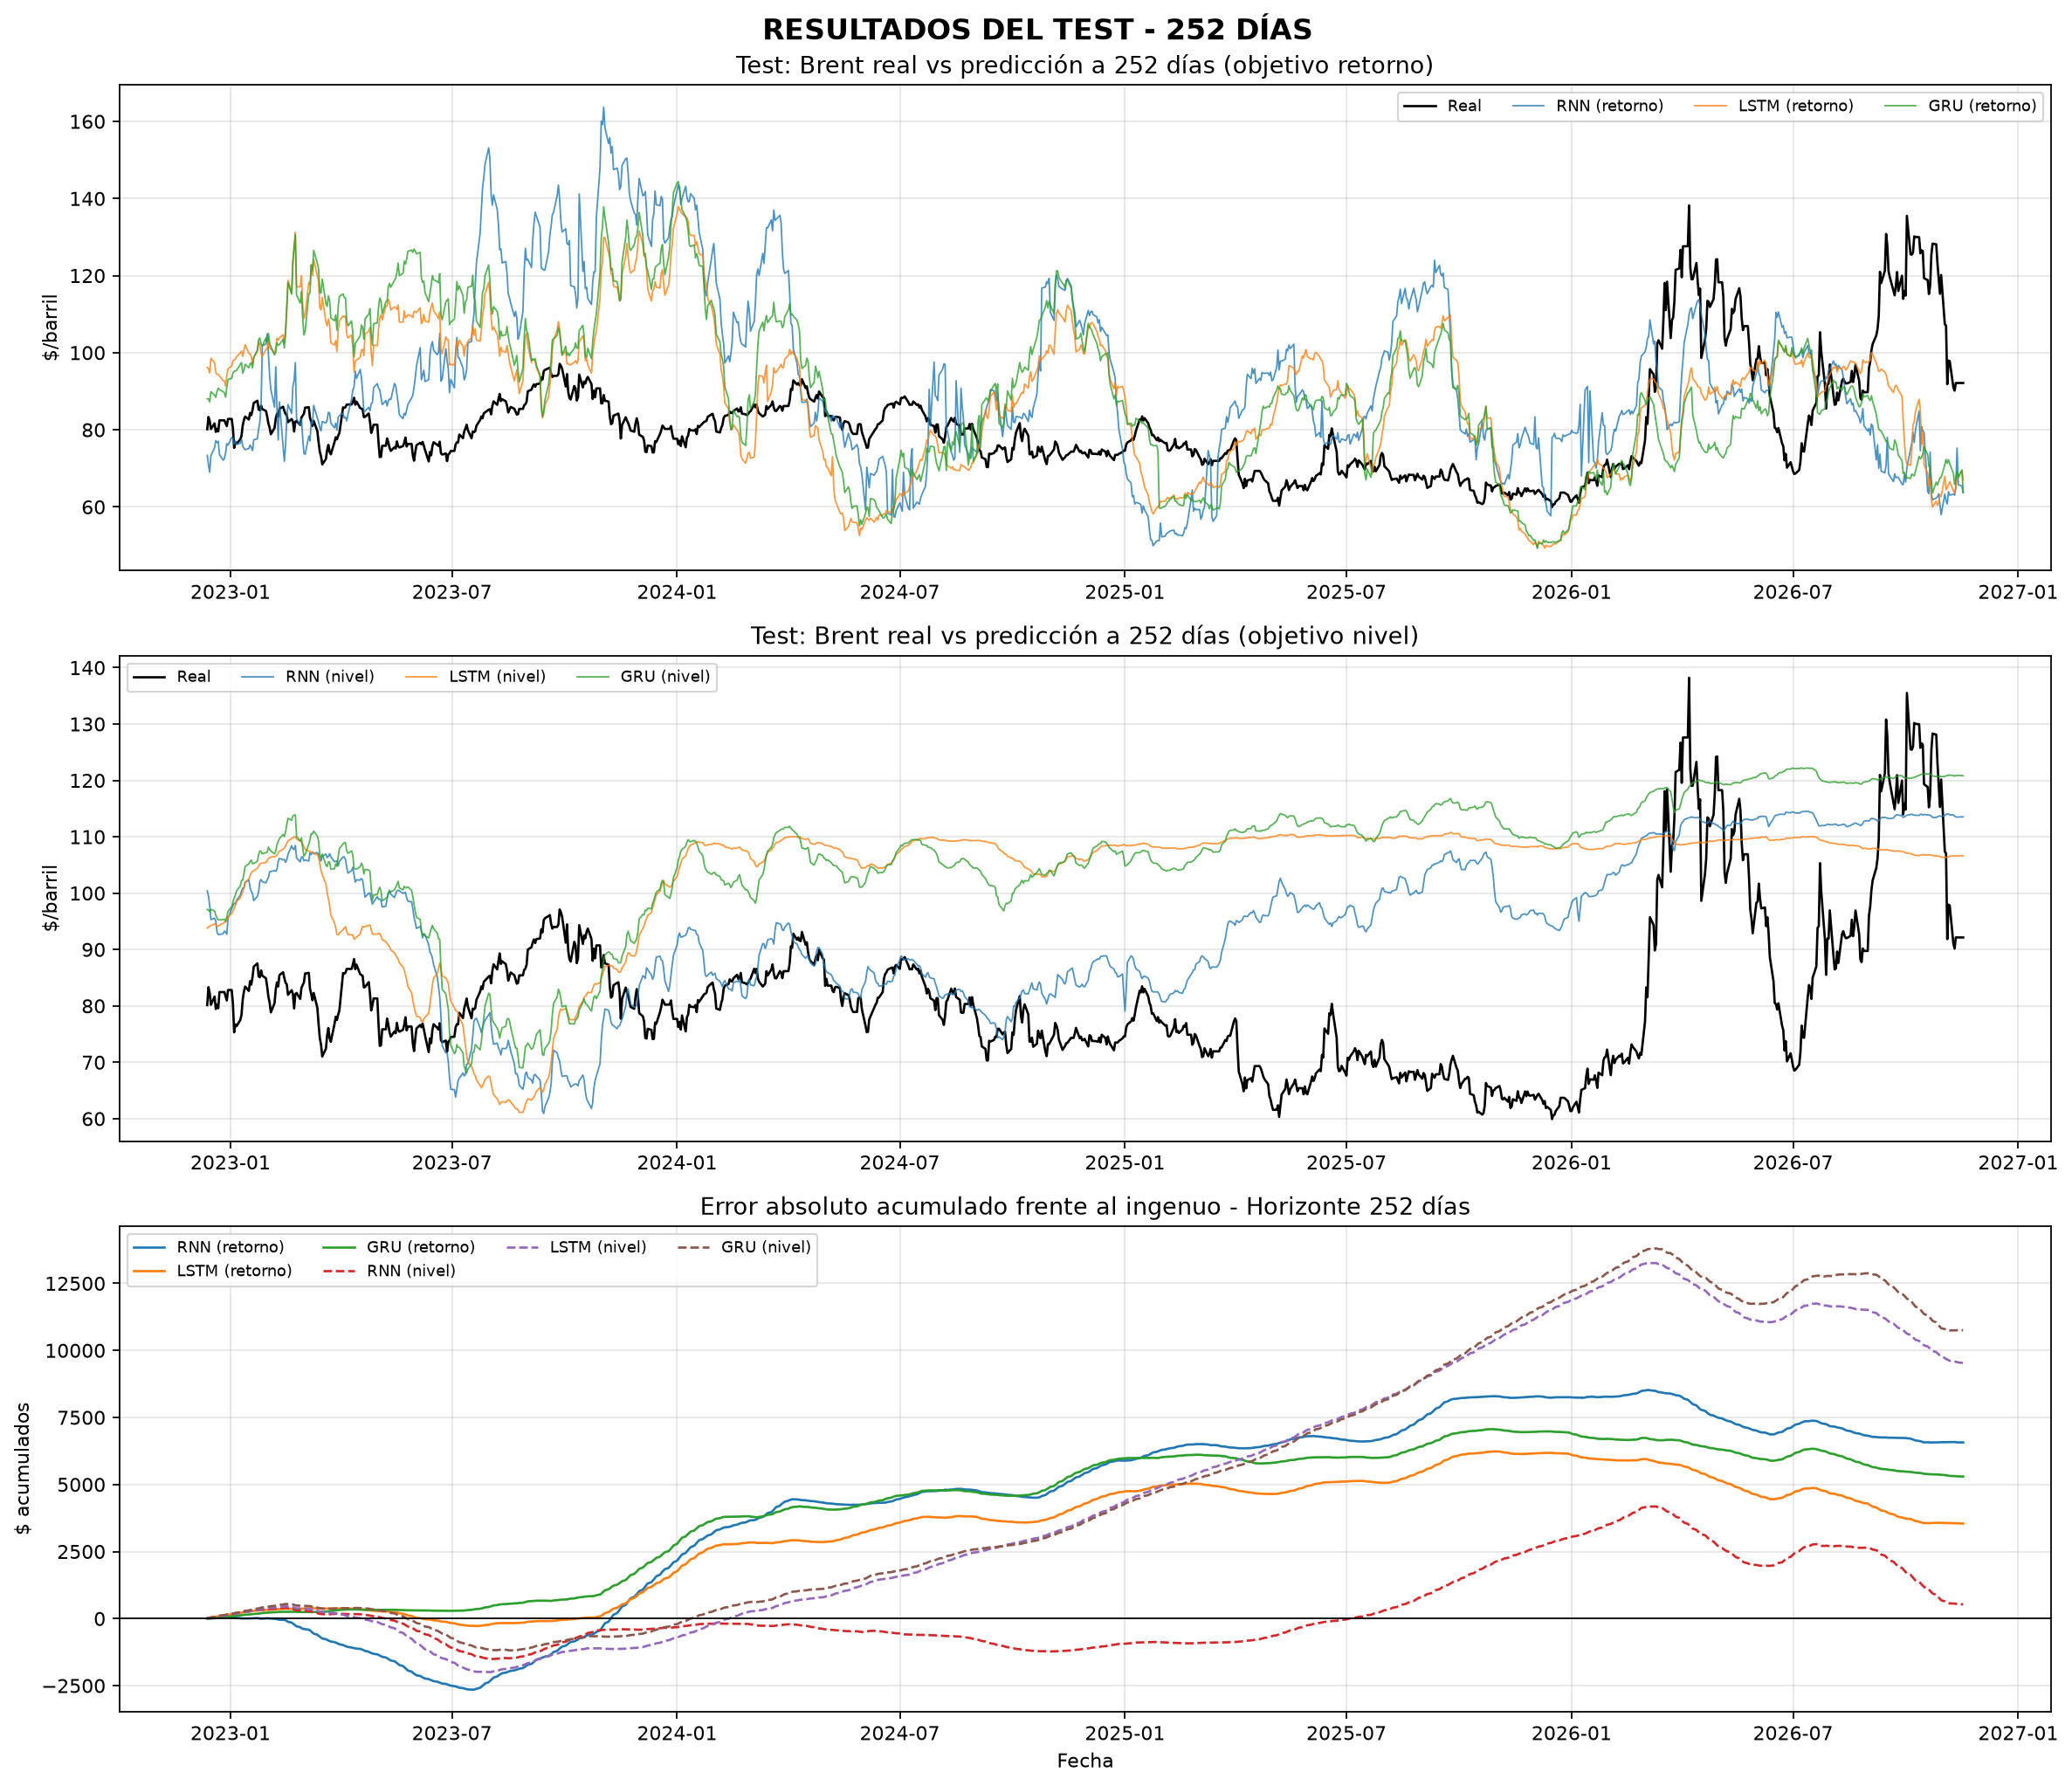 RESULTADOS DEL TEST - 252 DÍAS
Test: Brent real vs predicción a 252 días (objetivo retorno)
Real RNN (retorno) LSTM (retorno) GRU (retorno)
160
140
120
100
80
60
$/barril
2023-01 2023-07 2024-01 2024-07 2025-01 2025-07 2026-01 2026-07 2027-01
Test: Brent real vs predicción a 252 días (objetivo nivel)
Real RNN (nivel) LSTM (nivel) GRU (nivel)
140
130
120
110
100
90
80
70
60
$/barril
2023-01 2023-07 2024-01 2024-07 2025-01 2025-07 2026-01 2026-07 2027-01
Error absoluto acumulado frente al ingenuo - Horizonte 252 días
RNN (retorno) GRU (retorno) LSTM (nivel) GRU (nivel)
LSTM (retorno) RNN (nivel)
12500
10000
7500
5000
2500
0
−2500
$ acumulados
2023-01 2023-07 2024-01 2024-07 2025-01 2025-07 2026-01 2026-07 2027-01
Fecha